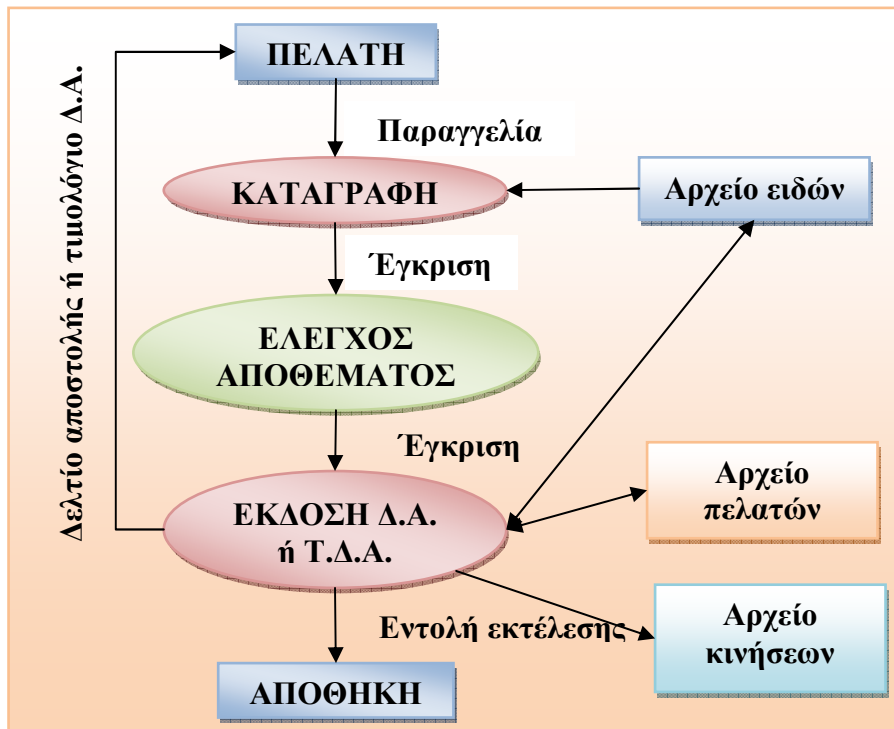 ΠΕΛΑΤΗ
Παραγγελία
ΚΑΤΑΓΡΑΦΗ
Αρχείο ειδών
Έγκριση
ΕΛΕΓΧΟΣ
ΑΠΟΘΕΜΑΤΟΣ
Έγκριση
ΕΚΔΟΣΗ Δ.Α.
ή Τ.Δ.Α.
Αρχείο
πελατών
Εντολή εκτέλεσης
Αρχείο
κινήσεων
ΑΠΟΘΗΚΗ
Δελτίο αποστολής ή τιμολόγιο Δ.Α.